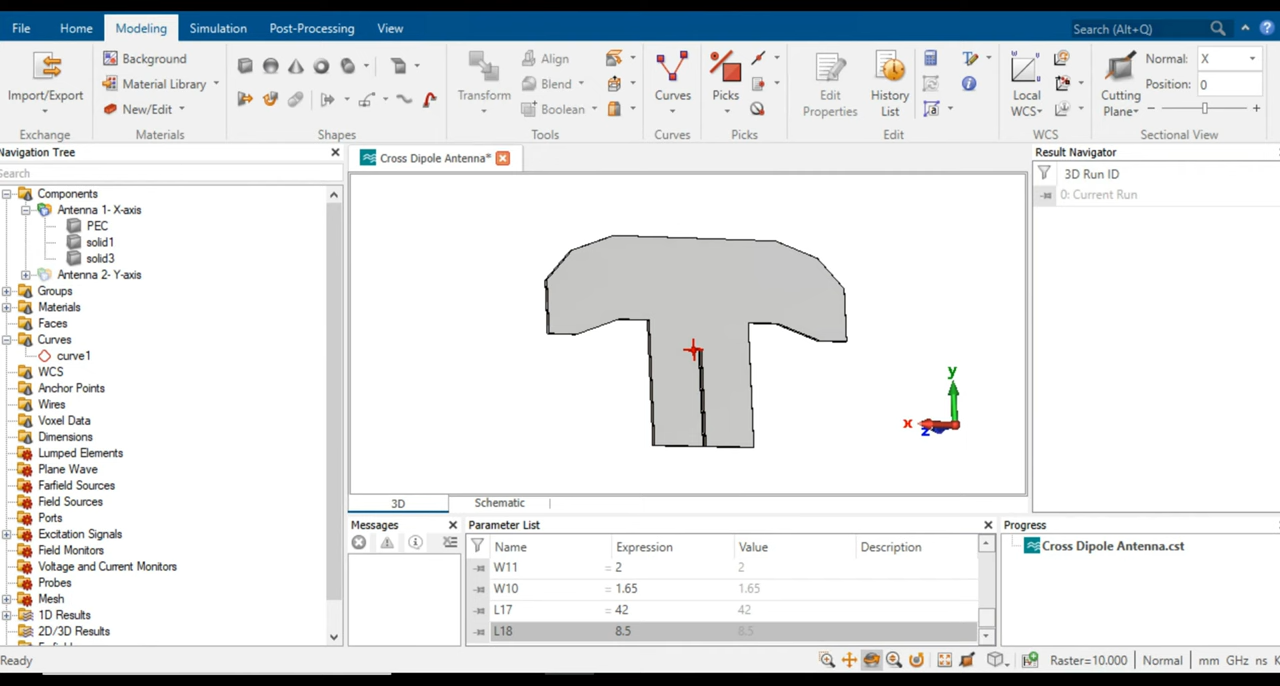 File Home Modeling Simulation Post-Processing View Search (Alt+Q)
Import/Export
Exchange
Background
Material Library
New/Edit
Materials
Shapes
Transform
Align
Blend
Boolean
Tools
Curves
Curves
Picks
Picks
Edit
Properties
History
List
Edit
Local
WCS
WCS
Cutting
Plane
Normal: X
Position: 0
Sectional View
Navigation Tree
Search
Components
Antenna 1- X-axis
PEC
solid1
solid3
Antenna 2- Y-axis
Groups
Materials
Faces
Curves
curve1
WCS
Anchor Points
Wires
Voxel Data
Dimensions
Lumped Elements
Plane Wave
Farfield Sources
Field Sources
Ports
Excitation Signals
Field Monitors
Voltage and Current Monitors
Probes
Mesh
1D Results
2D/3D Results
Cross Dipole Antenna*
y
x
z
3D Schematic
Result Navigator
3D Run ID
0: Current Run
Messages
Parameter List
Name Expression Value Description
W11 = 2 2
W10 = 1.65 1.65
L17 = 42 42
L18 8.5 8.5
Progress
Cross Dipole Antenna.cst
Ready
Raster=10.000 Normal mm GHz ns K